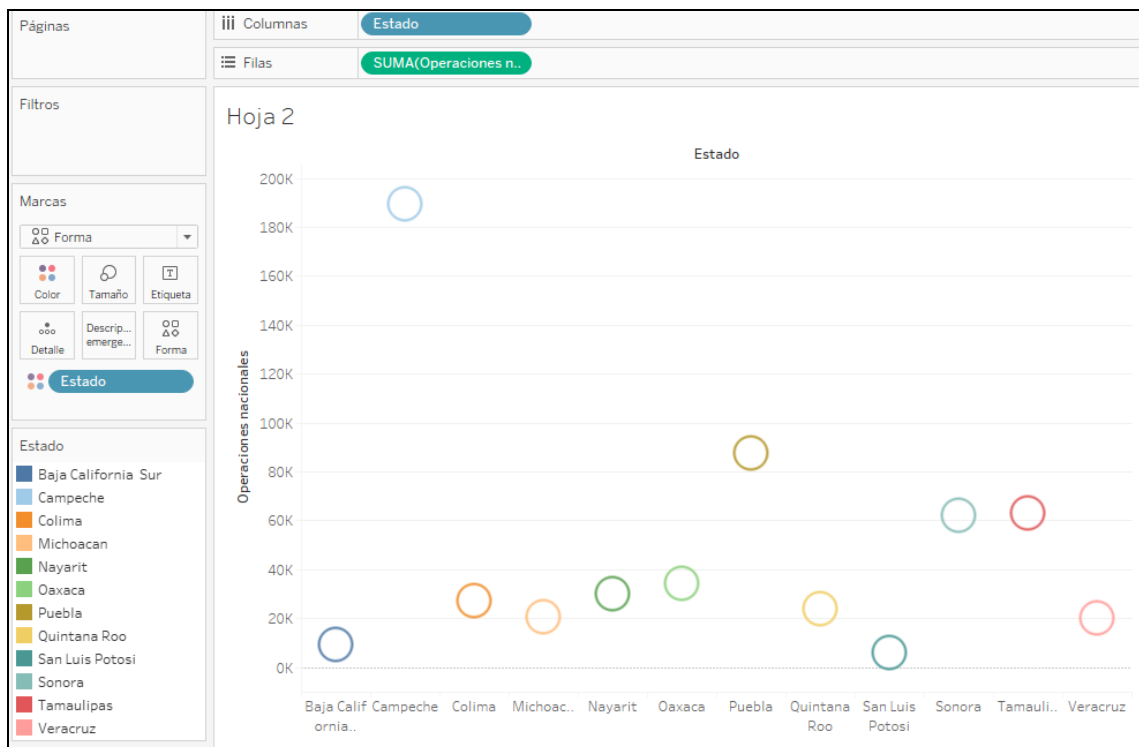 Páginas
Columnas
Estado
Filas
SUMA(Operaciones n..
Filtros
Marcas
Forma
Color
Tamaño
Etiqueta
Detalle
Descrip...
emerge...
Forma
Estado
Estado
Baja California Sur
Campeche
Colima
Michoacan
Nayarit
Oaxaca
Puebla
Quintana Roo
San Luis Potosi
Sonora
Tamaulipas
Veracruz
Hoja 2
Estado
Operaciones nacionales
200K
180K
160K
140K
120K
100K
80K
60K
40K
20K
0K
Baja Calif
ornia..
Campeche
Colima
Michoac..
Nayarit
Oaxaca
Puebla
Quintana
Roo
San Luis
Potosi
Sonora
Tamauli..
Veracruz